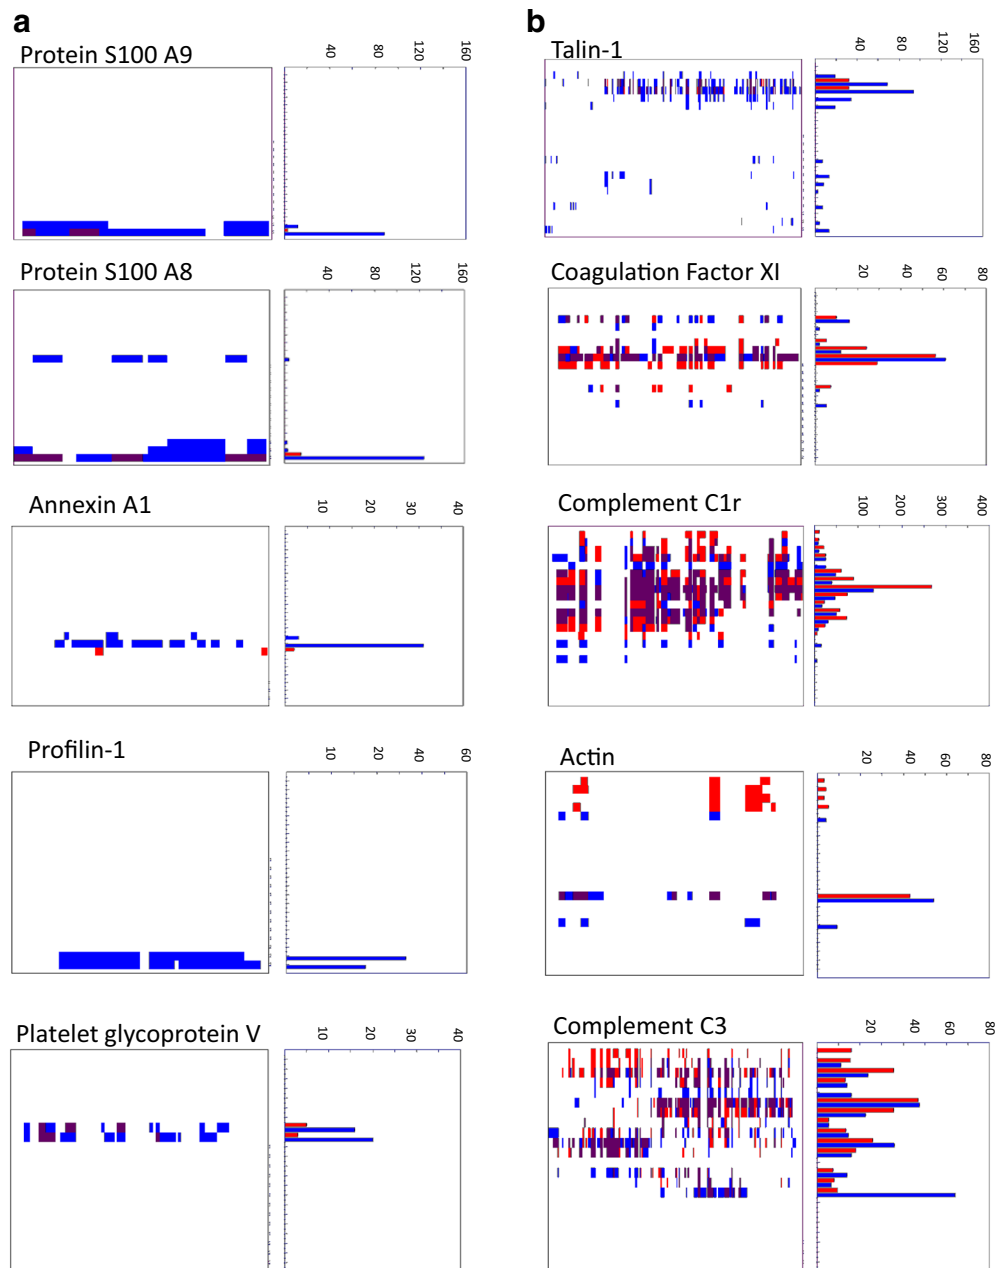 a
Protein S100 A9
40 80 120 160
Protein S100 A8
40 80 120 160
Annexin A1
10 20 30 40
Profilin-1
10 20 40 60
Platelet glycoprotein V
10 20 30 40
b
Talin-1
40 80 120 160
Coagulation Factor XI
20 40 60 80
Complement C1r
100 200 300 400
Actin
20 40 60 80
Complement C3
20 40 60 80